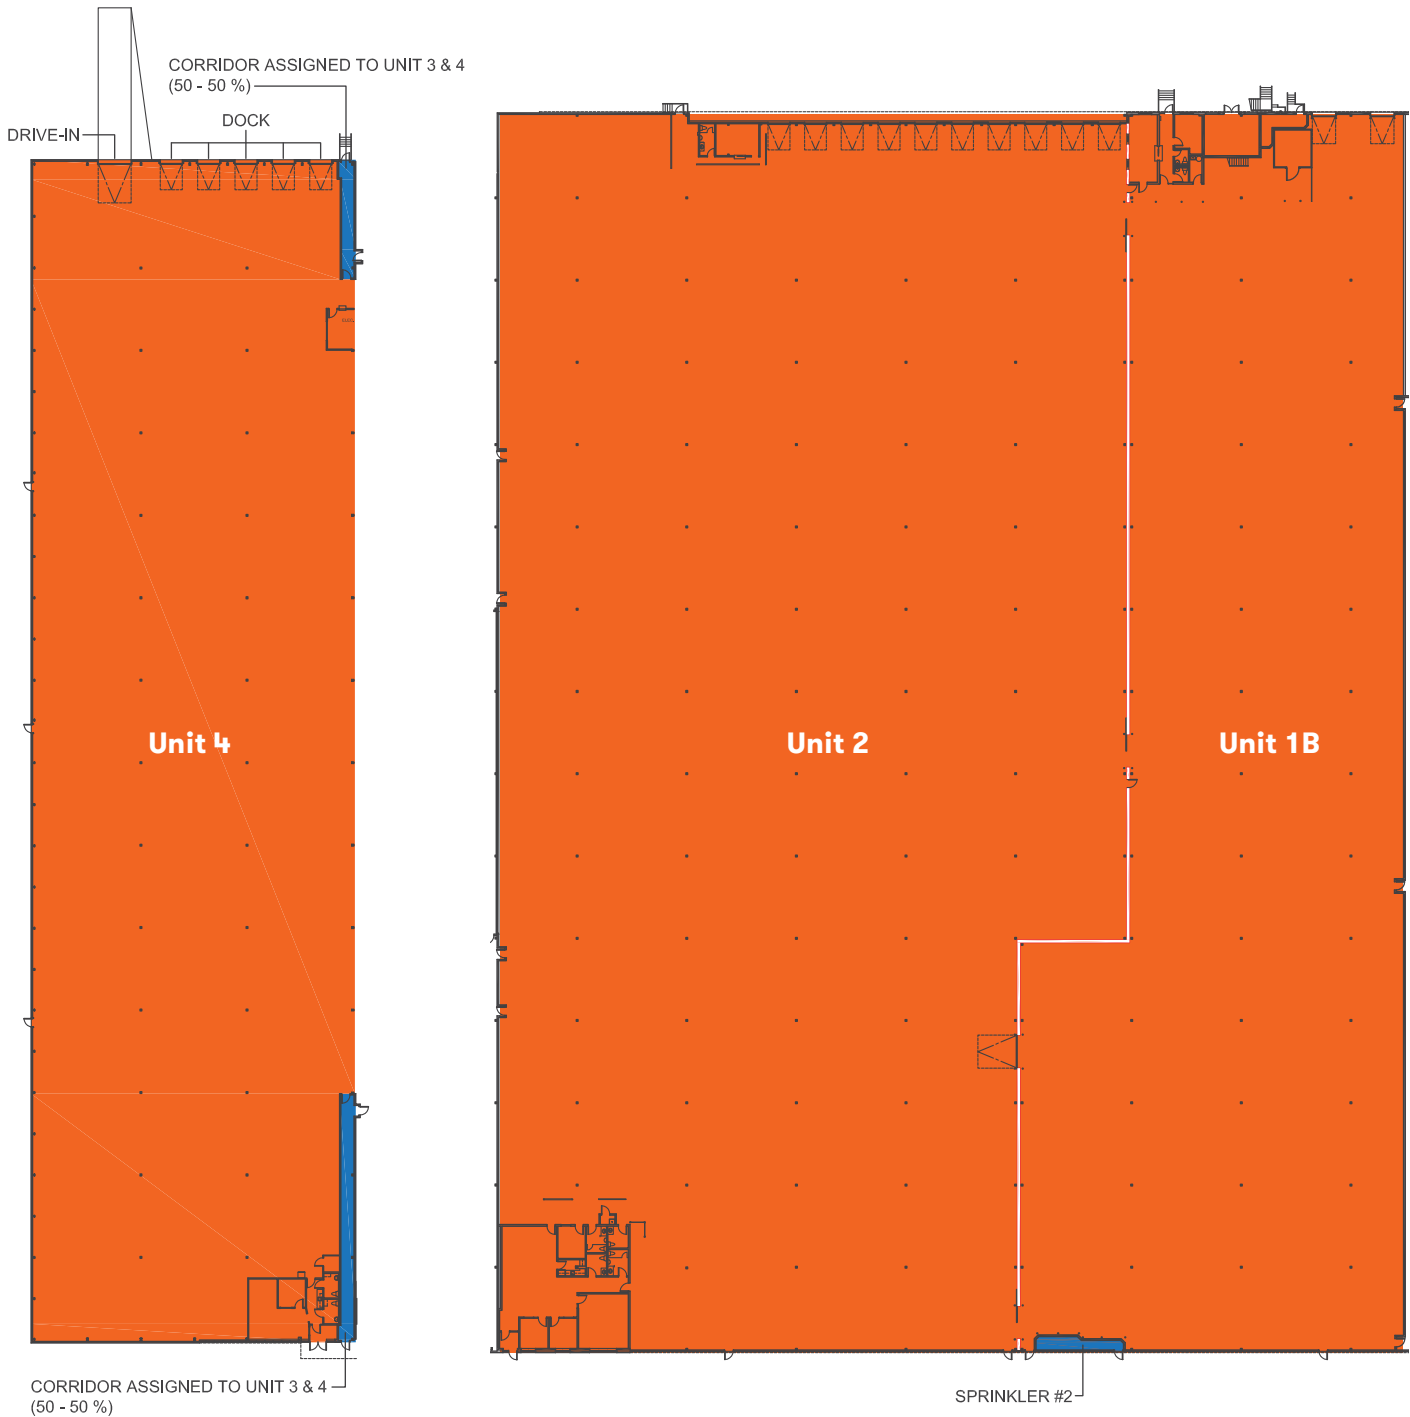 CORRIDOR ASSIGNED TO UNIT 3 & 4
(50 - 50 %)
DOCK
DRIVE-IN
Unit 4
Unit 2
Unit 1B
CORRIDOR ASSIGNED TO UNIT 3 & 4
(50 - 50 %)
SPRINKLER #2